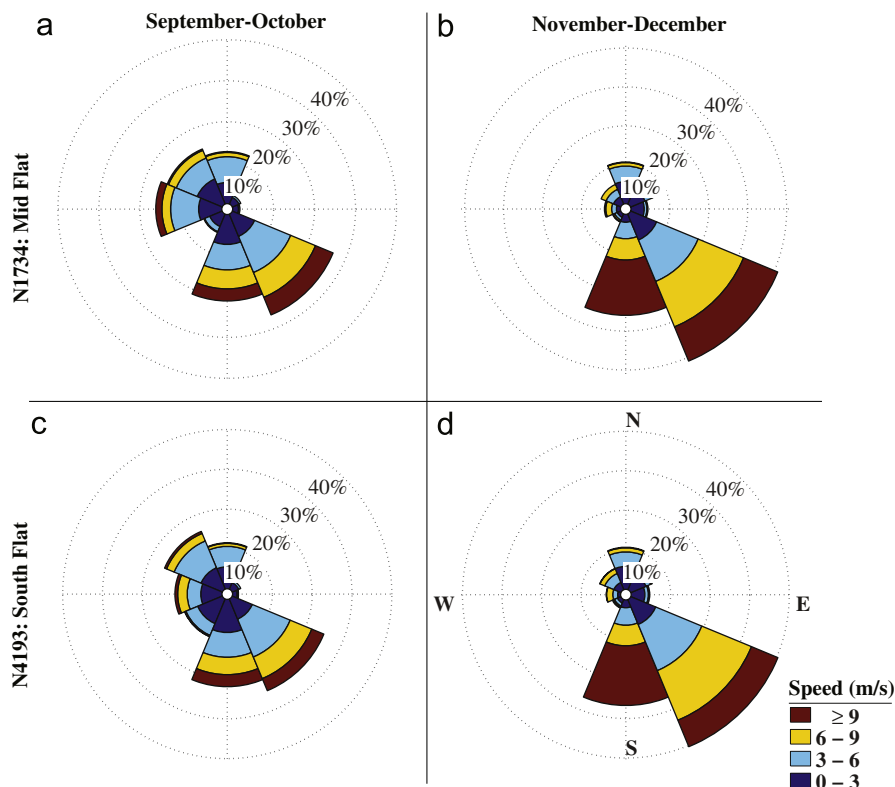 a
September-October
b
November-December
40%
30%
20%
10%
40%
30%
20%
10%
N1734: Mid Flat
c
d
N
40%
30%
20%
10%
40%
30%
20%
10%
W
E
S
N4193: South Flat
Speed (m/s)
≥ 9
6 – 9
3 – 6
0 – 3